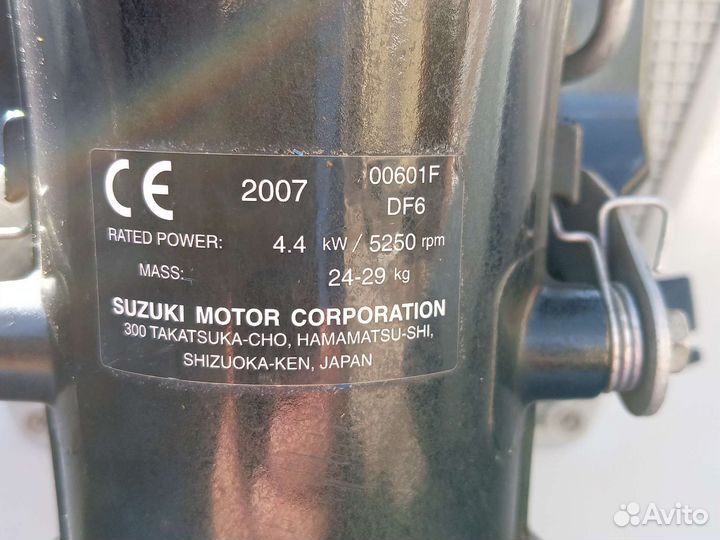 CE 2007 00601F
DF6
RATED POWER: 4.4 kW / 5250 rpm
MASS: 24-29 kg
SUZUKI MOTOR CORPORATION
300 TAKATSUKA-CHO, HAMAMATSU-SHI,
SHIZUOKA-KEN, JAPAN
Avito